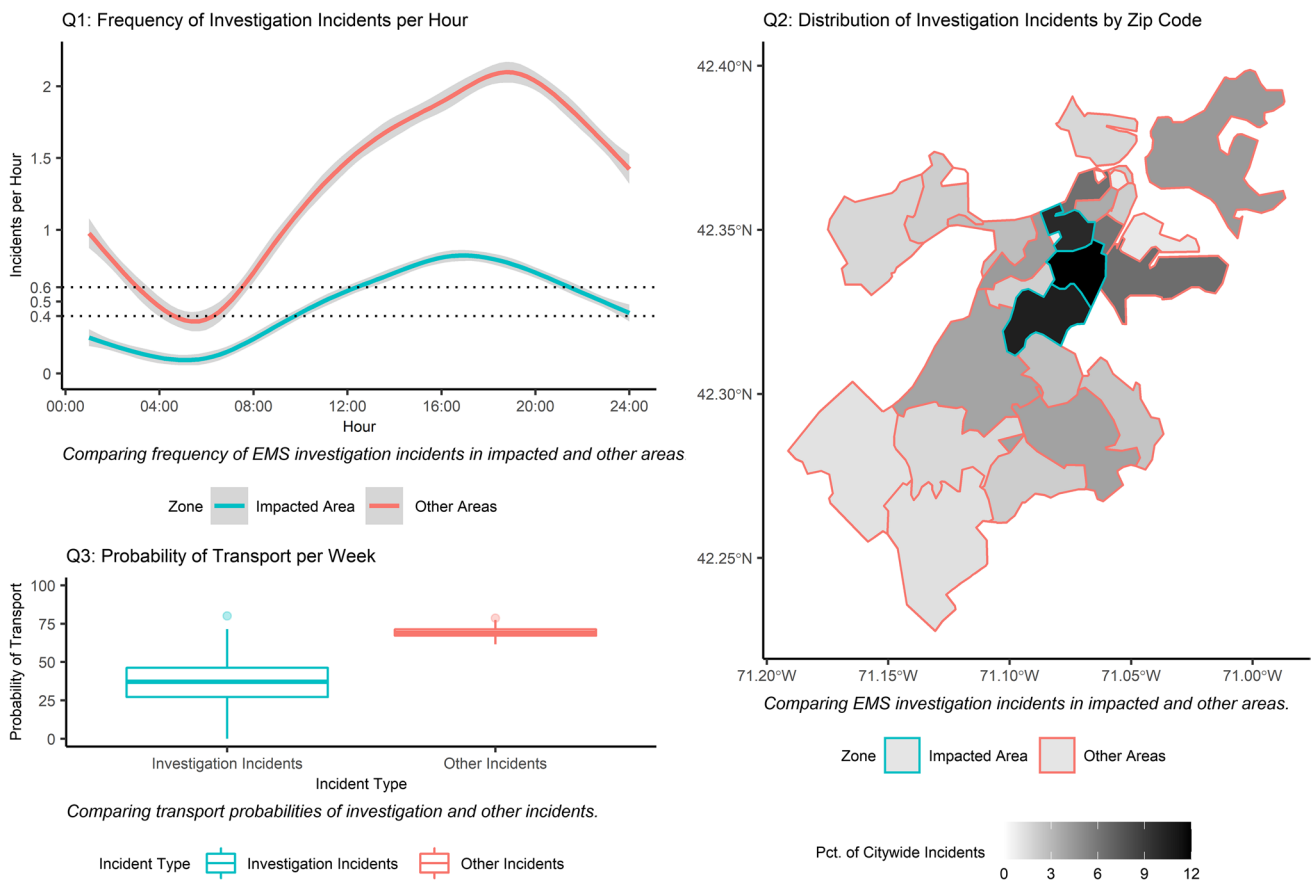 Q1: Frequency of Investigation Incidents per Hour
Incidents per Hour
2
1.5
1
0.6
0.5
0.4
0
00:00 04:00 08:00 12:00 16:00 20:00 24:00
Hour
Comparing frequency of EMS investigation incidents in impacted and other areas
Zone Impacted Area Other Areas
Q3: Probability of Transport per Week
Probability of Transport
100
75
50
25
0
Investigation Incidents Other Incidents
Incident Type
Comparing transport probabilities of investigation and other incidents.
Incident Type Investigation Incidents Other Incidents
Q2: Distribution of Investigation Incidents by Zip Code
42.40°N
42.35°N
42.30°N
42.25°N
71.20°W 71.15°W 71.10°W 71.05°W 71.00°W
Comparing EMS investigation incidents in impacted and other areas.
Zone Impacted Area Other Areas
Pct. of Citywide Incidents
0 3 6 9 12